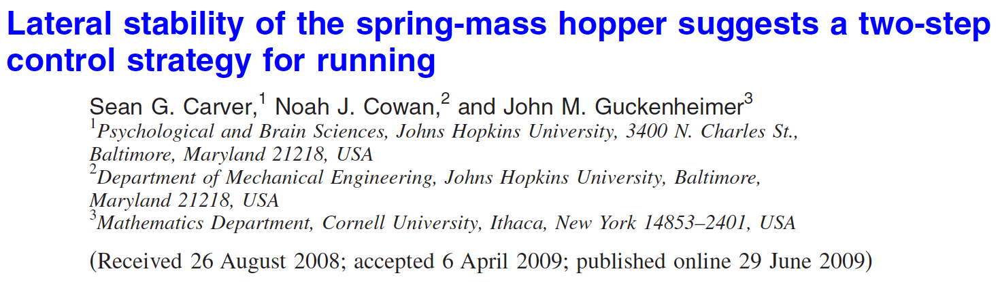 Lateral stability of the spring-mass hopper suggests a two-step
control strategy for running
Sean G. Carver,1 Noah J. Cowan,2 and John M. Guckenheimer3
1Psychological and Brain Sciences, Johns Hopkins University, 3400 N. Charles St.,
Baltimore, Maryland 21218, USA
2Department of Mechanical Engineering, Johns Hopkins University, Baltimore,
Maryland 21218, USA
3Mathematics Department, Cornell University, Ithaca, New York 14853–2401, USA
(Received 26 August 2008; accepted 6 April 2009; published online 29 June 2009)